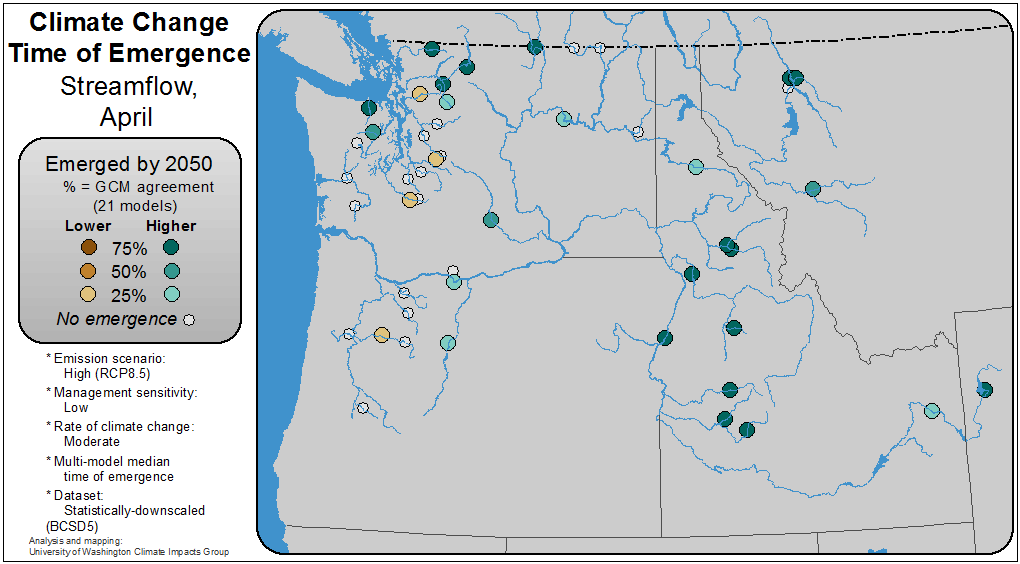 Climate Change
Time of Emergence
Streamflow,
April
Emerged by 2050
% = GCM agreement
(21 models)
Lower Higher
75%
50%
25%
No emergence
* Emission scenario:
High (RCP8.5)
* Management sensitivity:
Low
* Rate of climate change:
Moderate
* Multi-model median
time of emergence
* Dataset:
Statistically-downscaled
(BCSD5)
Analysis and mapping:
University of Washington Climate Impacts Group